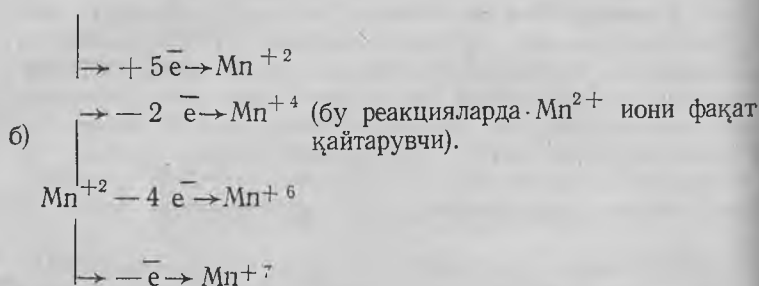 + 5 e̅ → Mn⁺²
→ — 2 e̅ → Mn⁺⁴ (бу реакцияларда Mn²⁺ иони фақат
б) қайтарувчи).
Mn⁺² — 4 e̅ → Mn⁺⁶
→ — e̅ → Mn⁺⁷